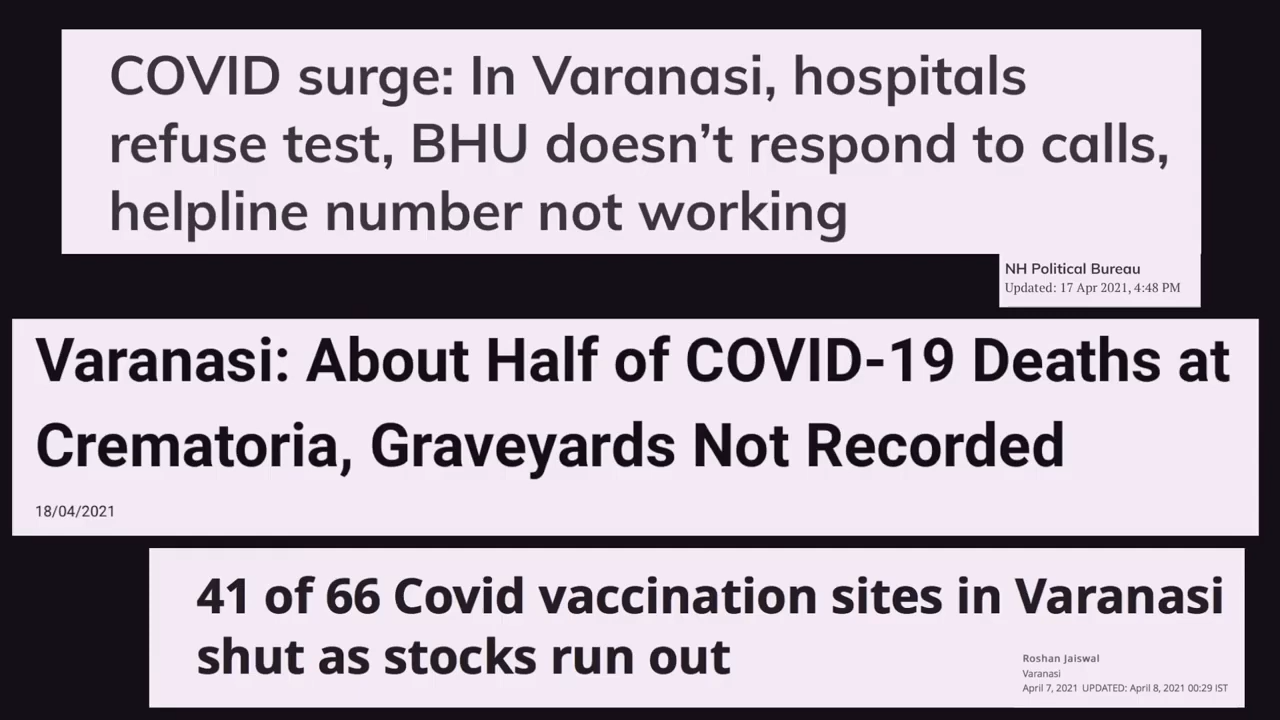 COVID surge: In Varanasi, hospitals
refuse test, BHU doesn’t respond to calls,
helpline number not working
NH Political Bureau
Updated: 17 Apr 2021, 4:48 PM
Varanasi: About Half of COVID-19 Deaths at
Crematoria, Graveyards Not Recorded
18/04/2021
41 of 66 Covid vaccination sites in Varanasi
shut as stocks run out
Roshan Jaiswal
Varanasi
April 7, 2021 UPDATED: April 8, 2021 00:29 IST